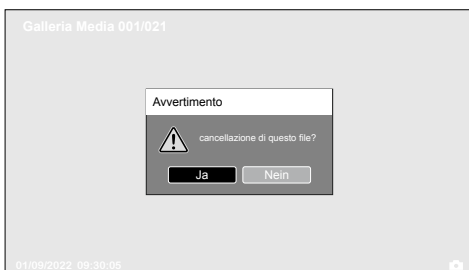 Galleria Media 001/021
Avvertimento
cancellazione di questo file?
Ja Nein
01/09/2022 09:30:05